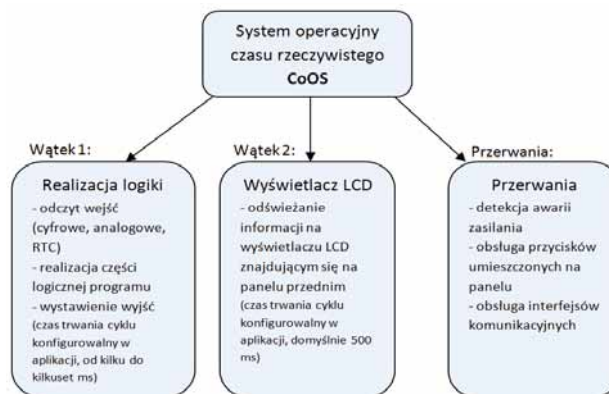 System operacyjny
czasu rzeczywistego
CoOS
Wątek 1:
Realizacja logiki
- odczyt wejść
(cyfrowe, analogowe,
RTC)
- realizacja części
logicznej programu
- wystawienie wyjść
(czas trwania cyklu
konfigurowalny w
aplikacji, od kilku do
kilkuset ms)
Wątek 2:
Wyświetlacz LCD
- odświeżanie
informacji na
wyświetlaczu LCD
znajdującym się na
panelu przednim
(czas trwania cyklu
konfigurowalny w
aplikacji, domyślnie 500
ms)
Przerwania:
Przerwania
- detekcja awarii
zasilania
- obsługa przycisków
umieszczonych na
panelu
- obsługa interfejsów
komunikacyjnych